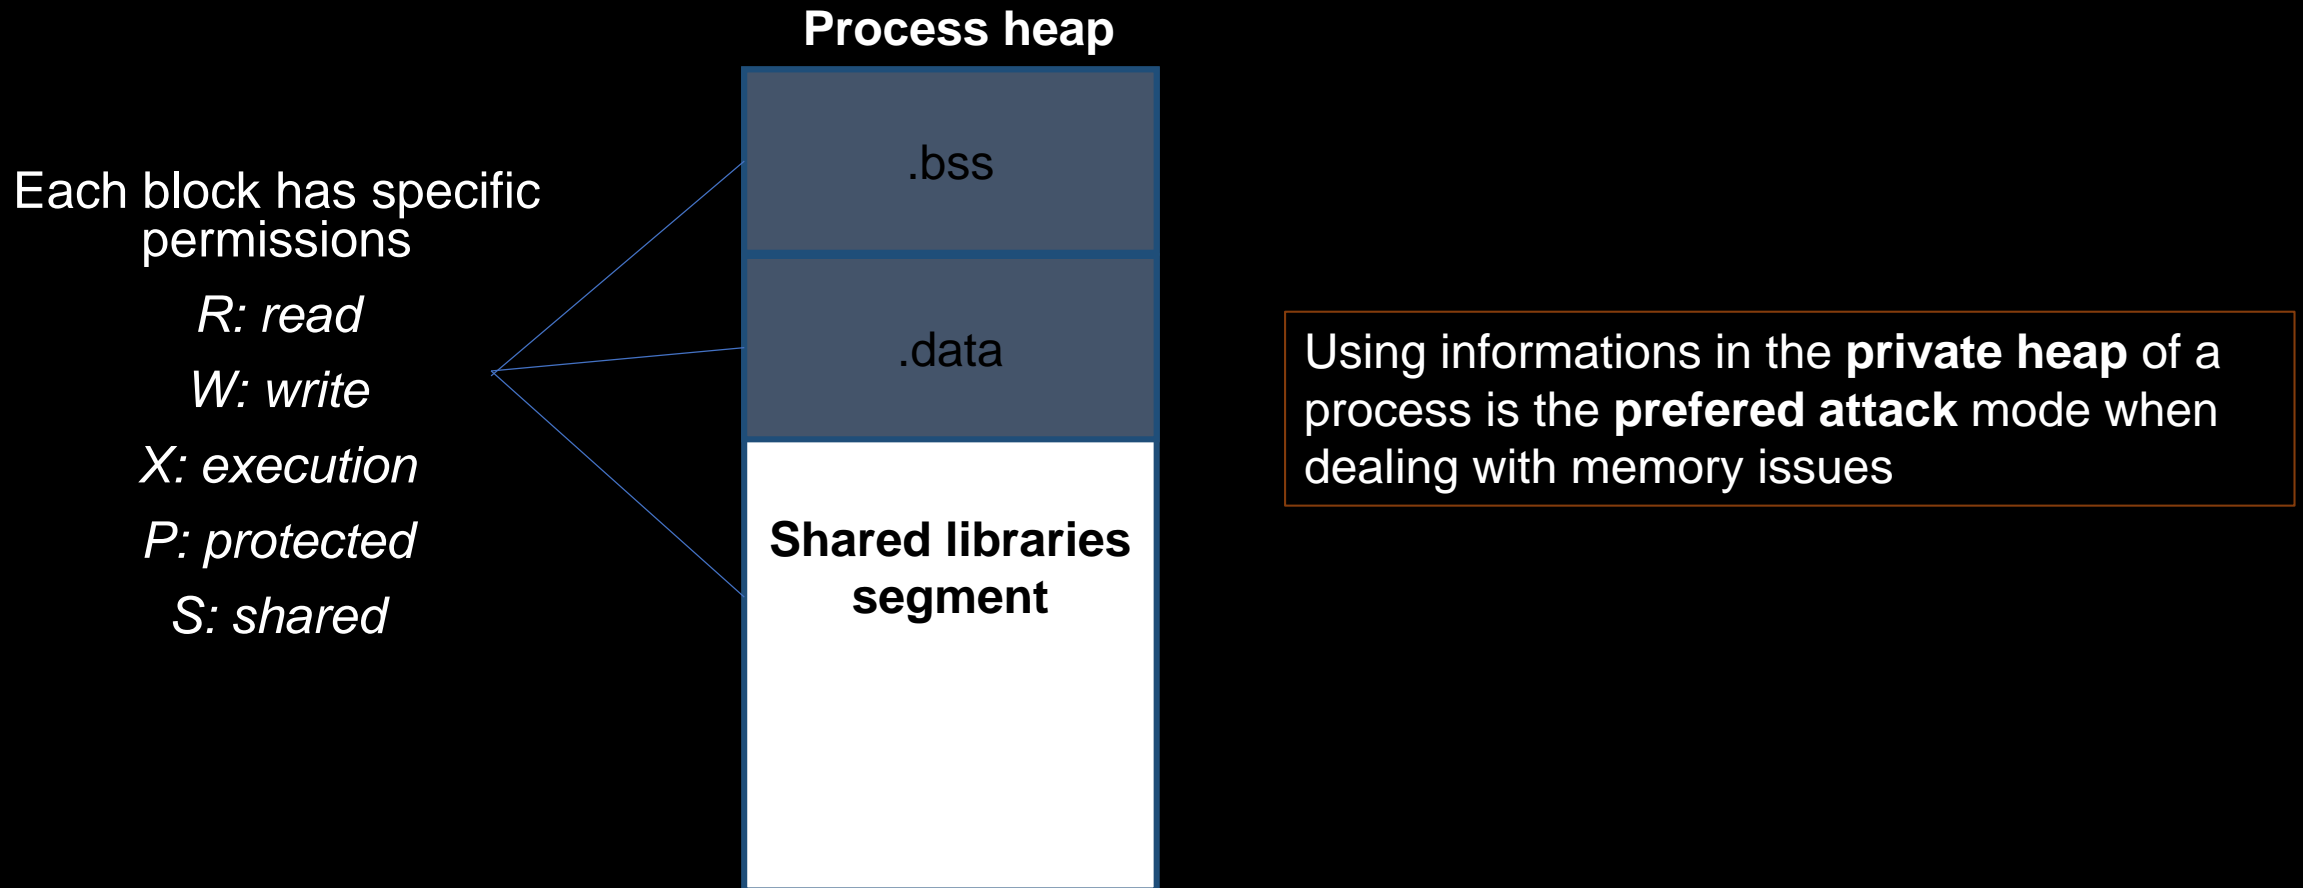 Process heap
Each block has specific
permissions
R: read
W: write
X: execution
P: protected
S: shared
.bss
.data
Shared libraries
segment
Using informations in the private heap of a
process is the prefered attack mode when
dealing with memory issues